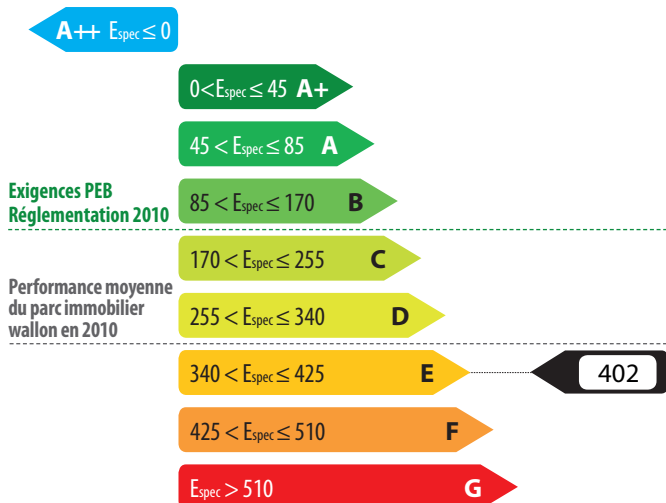 A++ Espec ≤ 0
0 < Espec ≤ 45 A+
45 < Espec ≤ 85 A
Exigences PEB
Réglementation 2010
85 < Espec ≤ 170 B
170 < Espec ≤ 255 C
Performance moyenne
du parc immobilier
wallon en 2010
255 < Espec ≤ 340 D
340 < Espec ≤ 425 E 402
425 < Espec ≤ 510 F
Espec > 510 G